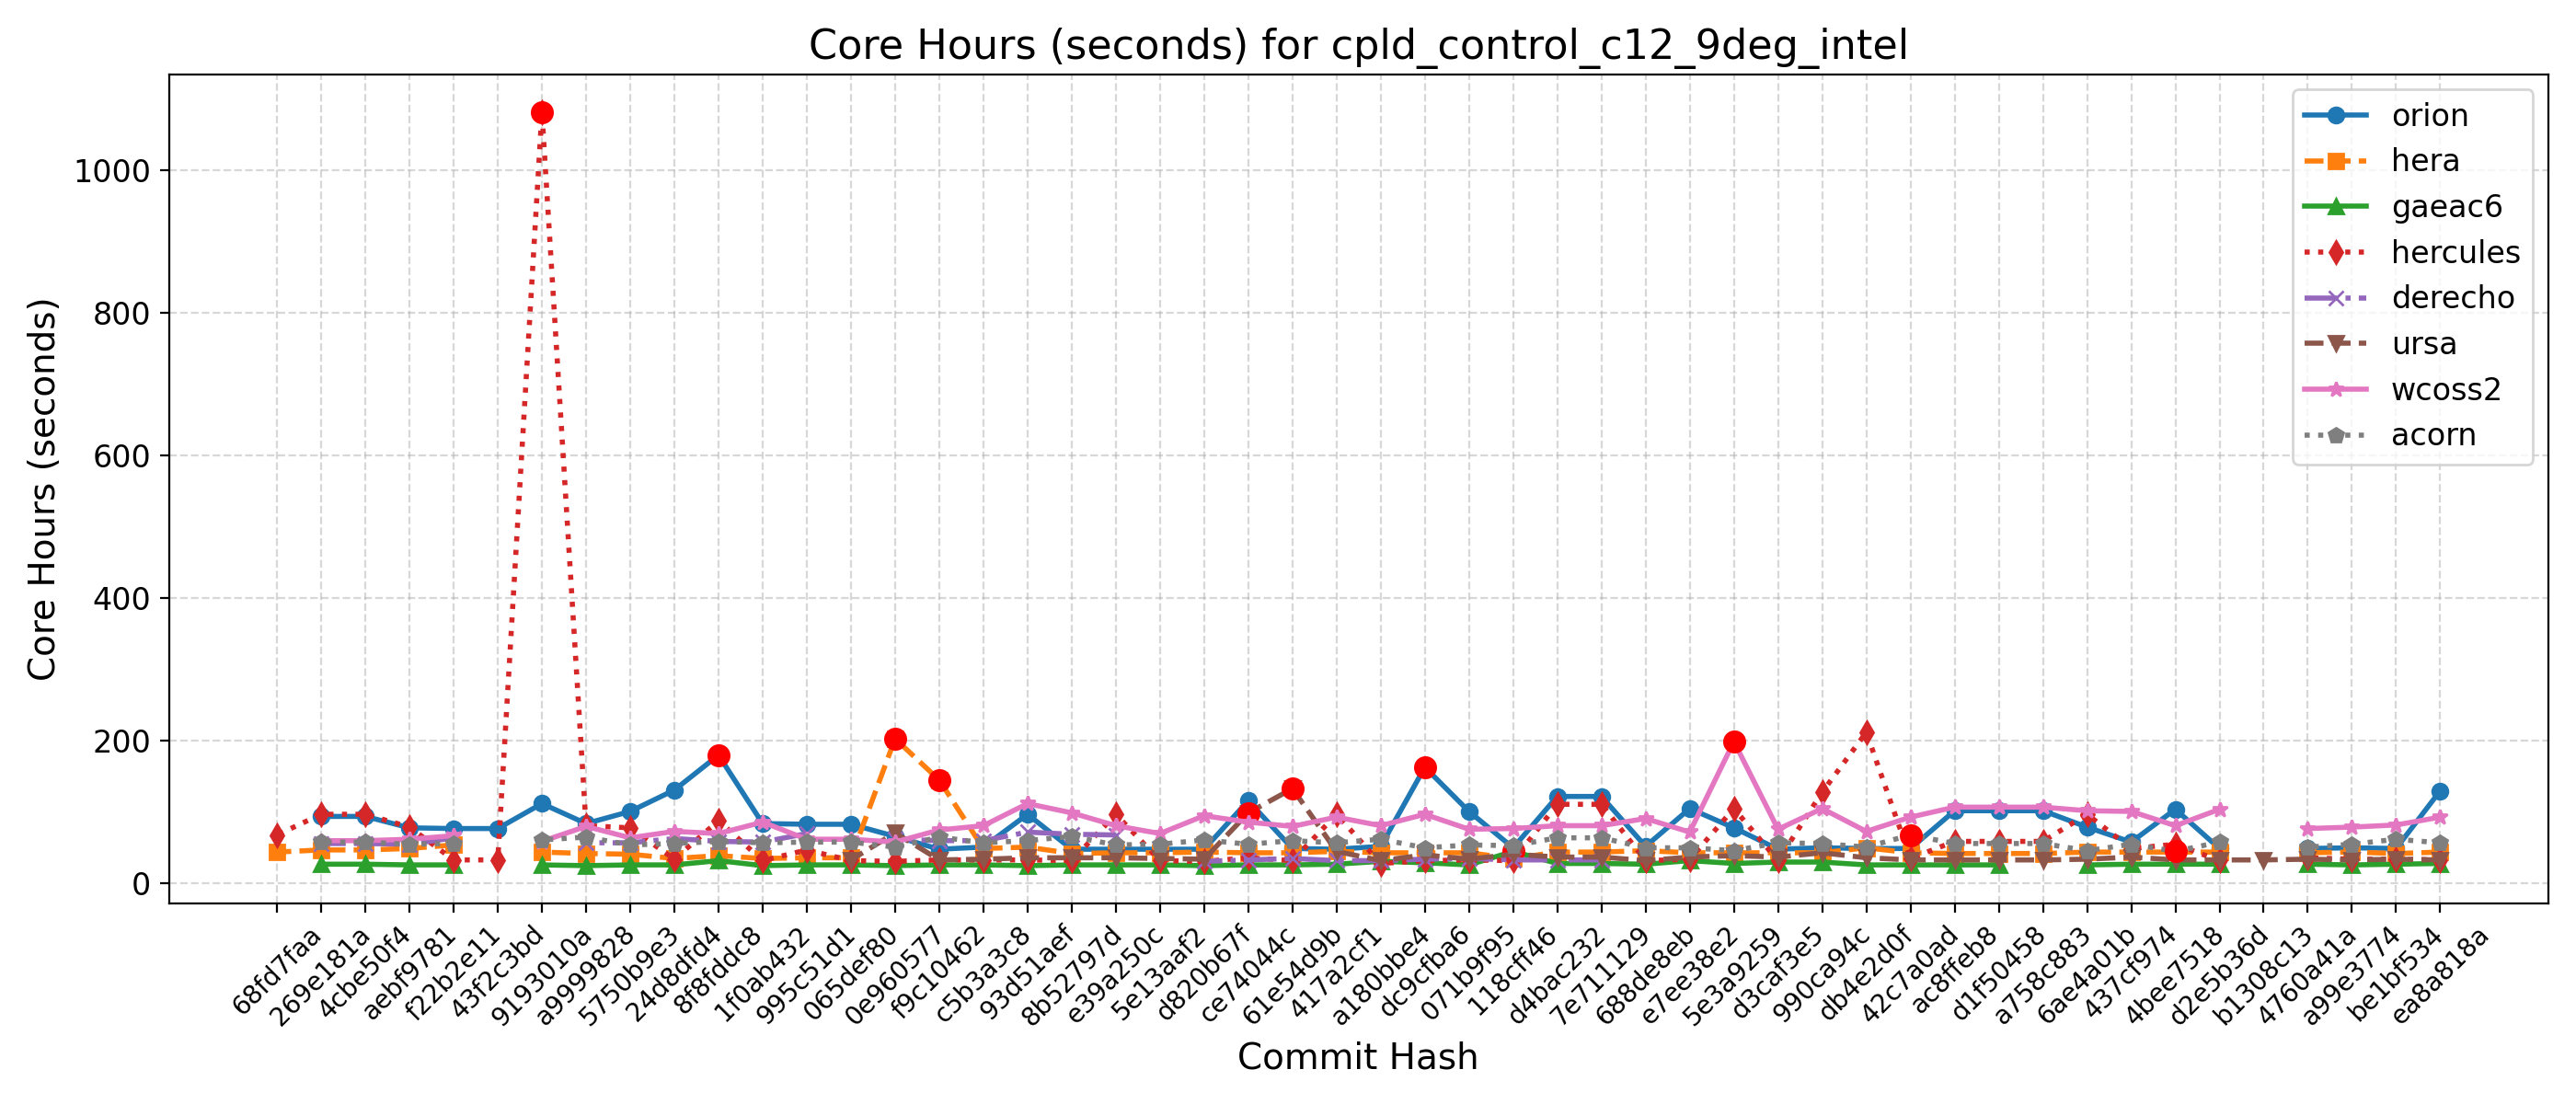 Core Hours (seconds) for cpld_control_c12_9deg_intel
Core Hours (seconds)
1000
800
600
400
200
0
orion
hera
gaeac6
hercules
derecho
ursa
wcoss2
acorn
68fd7faa
269e181a
4cbe50f4
aebf9781
f22b2e11
43f2c3bd
9193010a
a9999828
5750b9e3
24d8dfd4
8f8fddc8
1f0ab432
995c51d1
065def80
0e960577
f9c10462
c5b3a3c8
93d51aef
8b52797d
e39a250c
5e13aaf2
d820b67f
ce74044c
61e54d9b
417a2cf1
a180bbe4
dc9cfba6
071b9f95
118cff46
d4bac232
7e711129
688de8eb
e7ee38e2
5e3a9259
d3caf3e5
990ca94c
db4e2d0f
42c7a0ad
ac8ffeb8
d1f50458
a758c883
6ae4a01b
437cf974
4bee7518
d2e5b36d
b1308c13
4760a41a
a99e3774
be1bf534
ea8a818a
Commit Hash